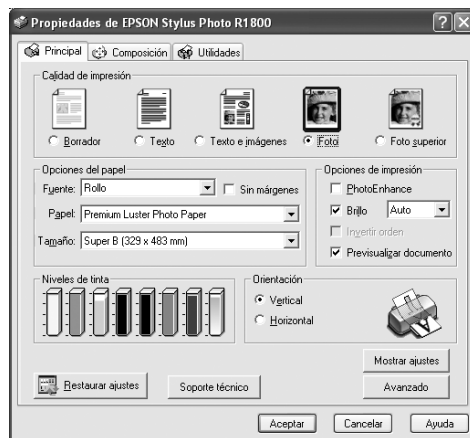 Propiedades de EPSON Stylus Photo R1800
Principal Composición Utilidades
Calidad de impresión
Borrador Texto Texto e imágenes Foto Foto superior
Opciones del papel
Fuente: Rollo Sin márgenes
Papel: Premium Luster Photo Paper
Tamaño: Super B (329 x 483 mm)
Opciones de impresión
PhotoEnhance
Brillo Auto
Invertir orden
Previsualizar documento
Niveles de tinta
Orientación
Vertical
Horizontal
Mostrar ajustes
Restaurar ajustes Soporte técnico Avanzado
Aceptar Cancelar Ayuda